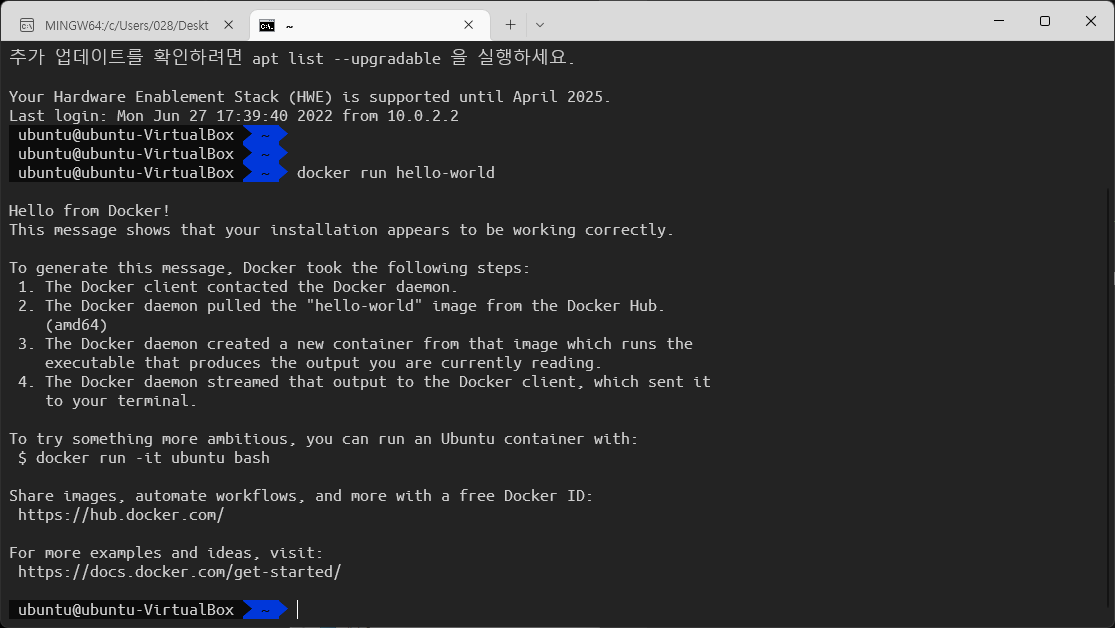 MINGW64:/c/Users/028/Deskt
~
추가 업데이트를 확인하려면 apt list --upgradable 을 실행하세요.
Your Hardware Enablement Stack (HWE) is supported until April 2025.
Last login: Mon Jun 27 17:39:40 2022 from 10.0.2.2
ubuntu@ubuntu-VirtualBox ~
ubuntu@ubuntu-VirtualBox ~
ubuntu@ubuntu-VirtualBox ~ docker run hello-world
Hello from Docker!
This message shows that your installation appears to be working correctly.
To generate this message, Docker took the following steps:
1. The Docker client contacted the Docker daemon.
2. The Docker daemon pulled the "hello-world" image from the Docker Hub.
(amd64)
3. The Docker daemon created a new container from that image which runs the
executable that produces the output you are currently reading.
4. The Docker daemon streamed that output to the Docker client, which sent it
to your terminal.
To try something more ambitious, you can run an Ubuntu container with:
$ docker run -it ubuntu bash
Share images, automate workflows, and more with a free Docker ID:
https://hub.docker.com/
For more examples and ideas, visit:
https://docs.docker.com/get-started/
ubuntu@ubuntu-VirtualBox ~